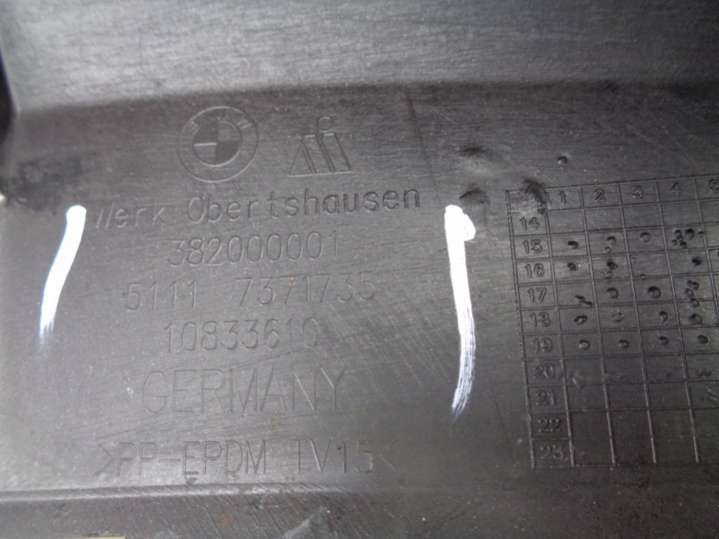 BMW
Werk Obertshausen
382000001
5111 7371735
10833610
GERMANY
>PP-EPDM TV15<
1 2 3 4
14
15
16
17
18
19
20
21
22
23